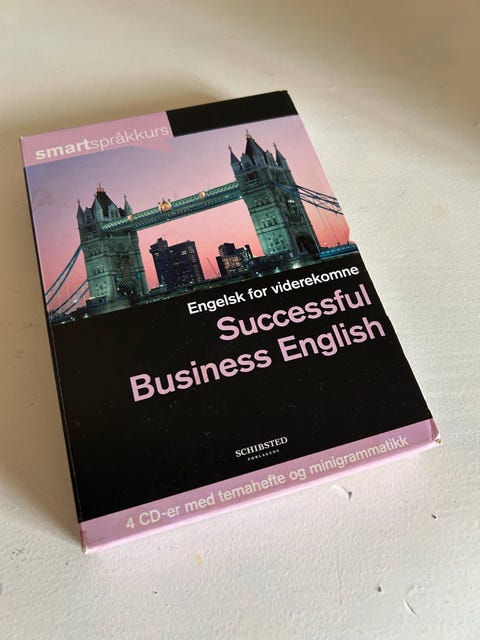 smartspråkkurs
Engelsk for viderekomne
Successful
Business English
SCHIBSTED
FORLAGENE
4 CD-er med temahefte og minigrammatikk